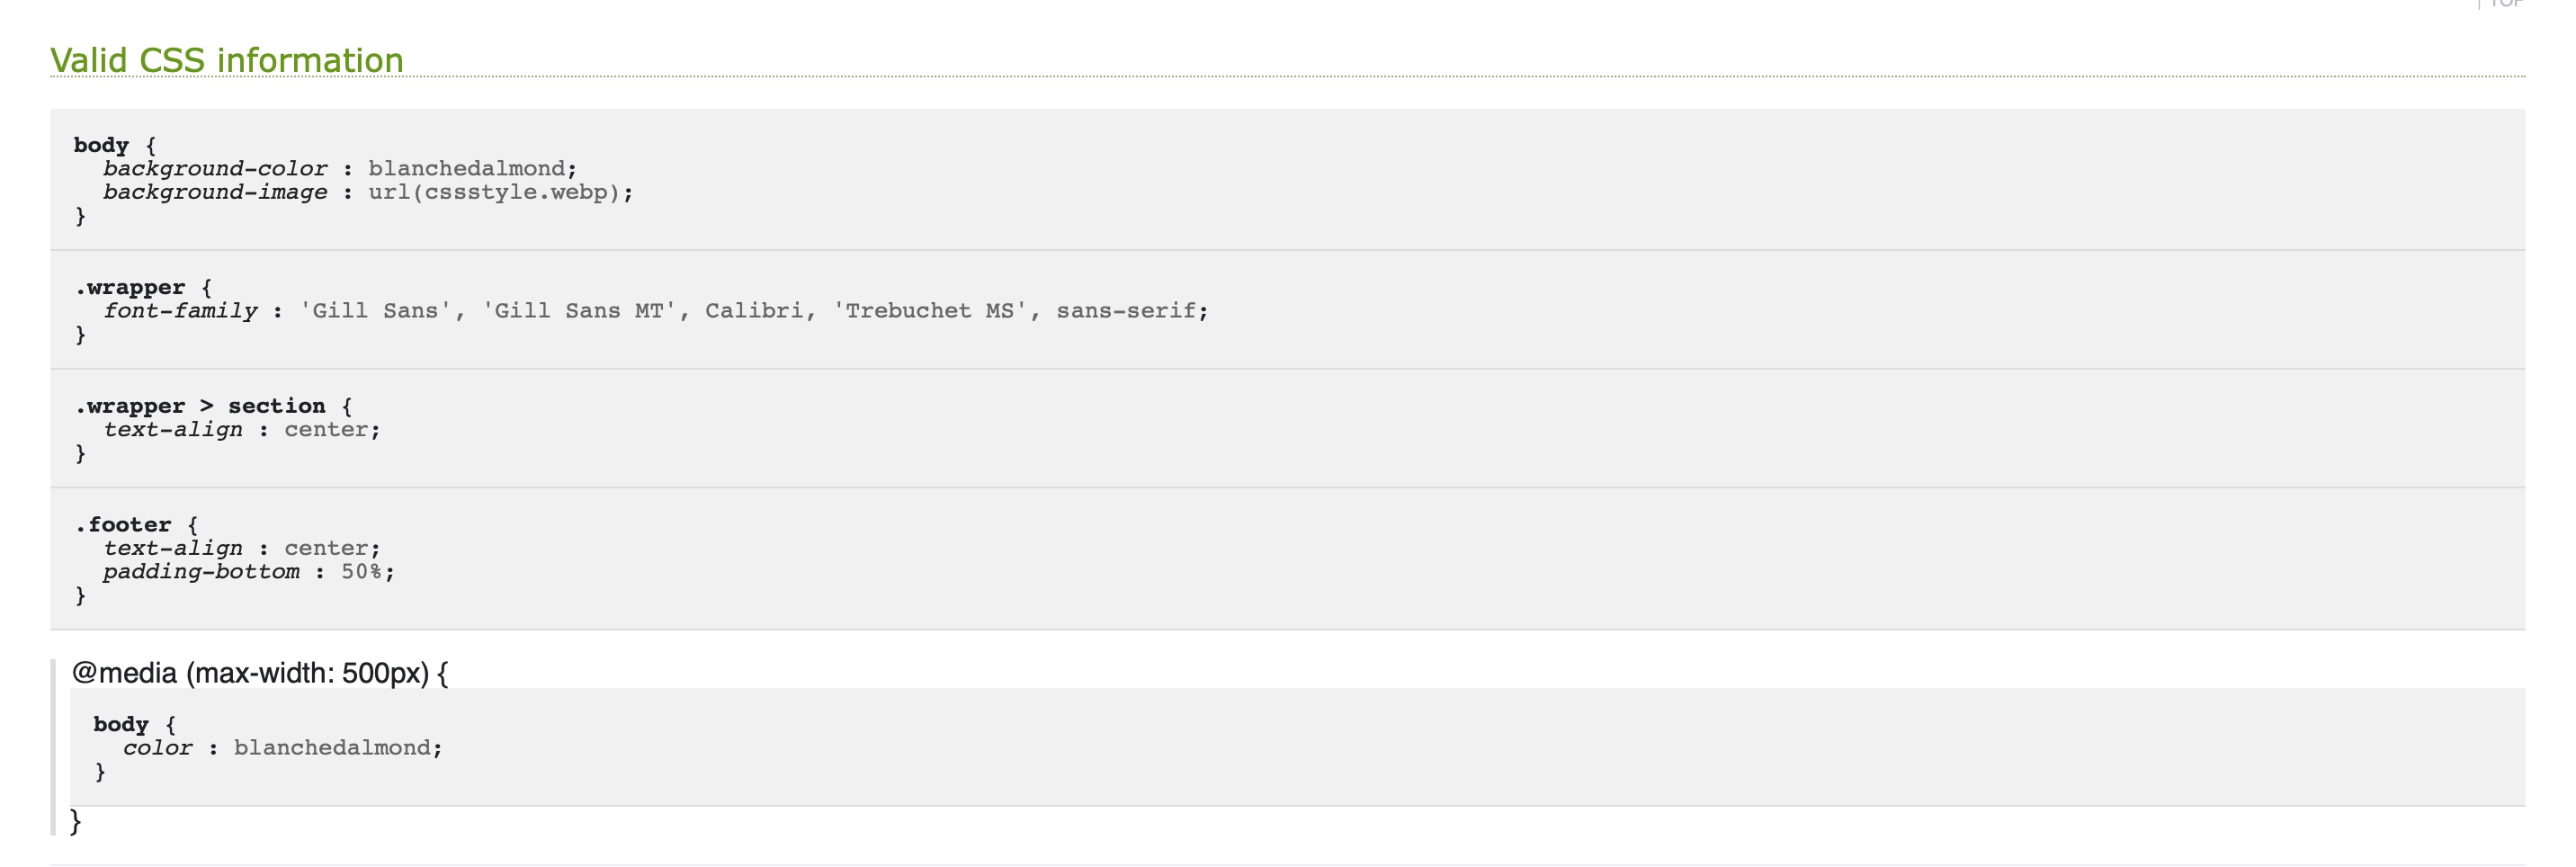 TOP
Valid CSS information
body {
background-color : blanchedalmond;
background-image : url(cssstyle.webp);
}
.wrapper {
font-family : 'Gill Sans', 'Gill Sans MT', Calibri, 'Trebuchet MS', sans-serif;
}
.wrapper > section {
text-align : center;
}
.footer {
text-align : center;
padding-bottom : 50%;
}
@media (max-width: 500px) {
body {
color : blanchedalmond;
}
}